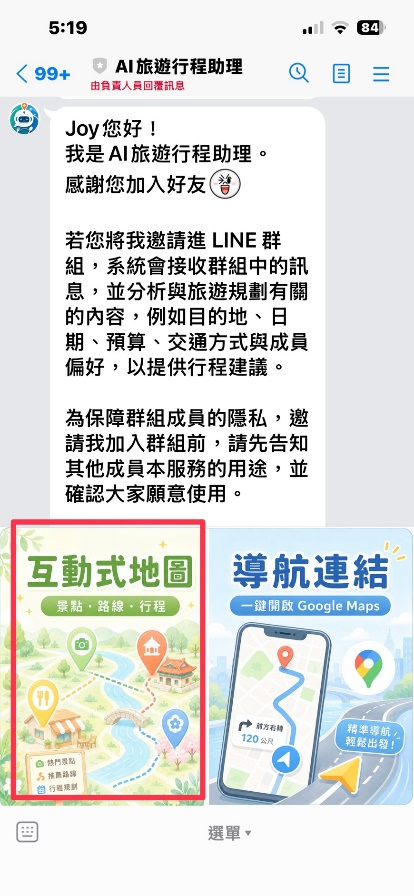 5:19
84
99+
AI旅遊行程助理
由負責人員回覆訊息
Joy您好！
我是AI旅遊行程助理。
感謝您加入好友
若您將我邀請進 LINE 群
組，系統會接收群組中的訊
息，並分析與旅遊規劃有關
的內容，例如目的地、日
期、預算、交通方式與成員
偏好，以提供行程建議。
為保障群組成員的隱私，邀
請我加入群組前，請先告知
其他成員本服務的用途，並
確認大家願意使用。
互動式地圖
景點・路線・行程
熱門景點
推薦路線
行程規劃
導航連結
一鍵開啟 Google Maps
前方右轉
120 公尺
精準導航
輕鬆出發！
選單 ▾